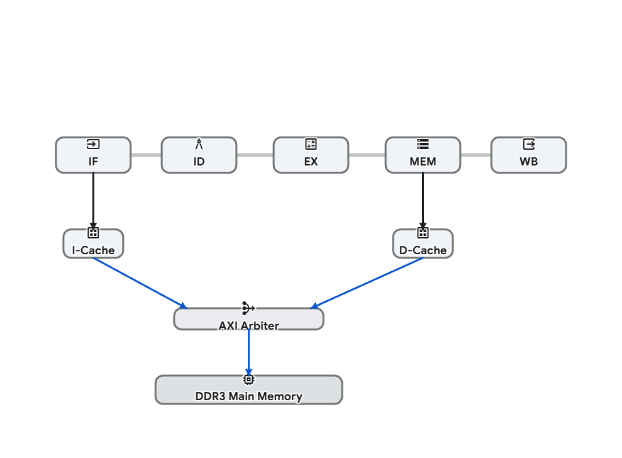 IF
ID
EX
MEM
WB
I-Cache
D-Cache
AXI Arbiter
DDR3 Main Memory